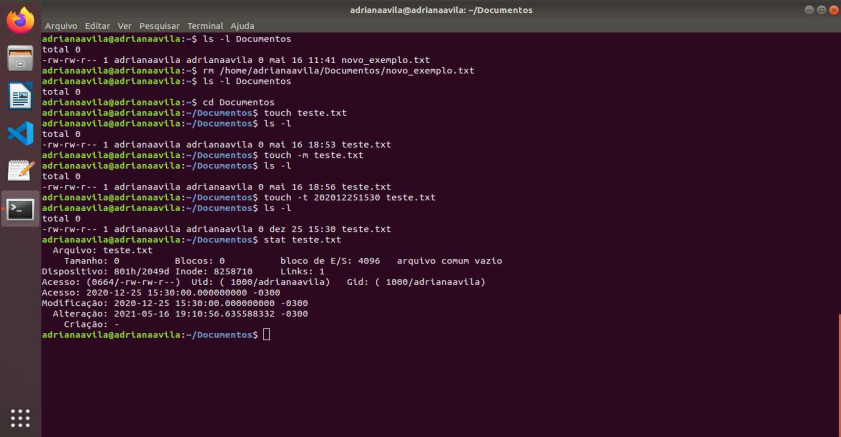 adrianaavila@adrianaavila: ~/Documentos
Arquivo Editar Ver Pesquisar Terminal Ajuda
adrianaavila@adrianaavila:~$ ls -l Documentos
total 0
-rw-rw-r-- 1 adrianaavila adrianaavila 0 mai 16 11:41 novo_exemplo.txt
adrianaavila@adrianaavila:~$ rm /home/adrianaavila/Documentos/novo_exemplo.txt
adrianaavila@adrianaavila:~$ ls -l Documentos
total 0
adrianaavila@adrianaavila:~$ cd Documentos
adrianaavila@adrianaavila:~/Documentos$ touch teste.txt
adrianaavila@adrianaavila:~/Documentos$ ls -l
total 0
-rw-rw-r-- 1 adrianaavila adrianaavila 0 mai 16 18:53 teste.txt
adrianaavila@adrianaavila:~/Documentos$ touch -m teste.txt
adrianaavila@adrianaavila:~/Documentos$ ls -l
total 0
-rw-rw-r-- 1 adrianaavila adrianaavila 0 mai 16 18:56 teste.txt
adrianaavila@adrianaavila:~/Documentos$ touch -t 202012251530 teste.txt
adrianaavila@adrianaavila:~/Documentos$ ls -l
total 0
-rw-rw-r-- 1 adrianaavila adrianaavila 0 dez 25 15:30 teste.txt
adrianaavila@adrianaavila:~/Documentos$ stat teste.txt
  Arquivo: teste.txt
    Tamanho: 0          Blocos: 0          bloco de E/S: 4096   arquivo comum vazio
Dispositivo: 801h/2049d Inode: 8258710     Links: 1
Acesso: (0664/-rw-rw-r--)  Uid: ( 1000/adrianaavila)   Gid: ( 1000/adrianaavila)
Acesso: 2020-12-25 15:30:00.000000000 -0300
Modificação: 2020-12-25 15:30:00.000000000 -0300
  Alteração: 2021-05-16 19:10:56.635588332 -0300
    Criação: -
adrianaavila@adrianaavila:~/Documentos$